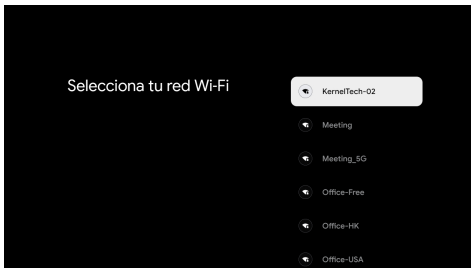 Selecciona tu red Wi-Fi
KernelTech-02
Meeting
Meeting_5G
Office-Free
Office-HK
Office-USA